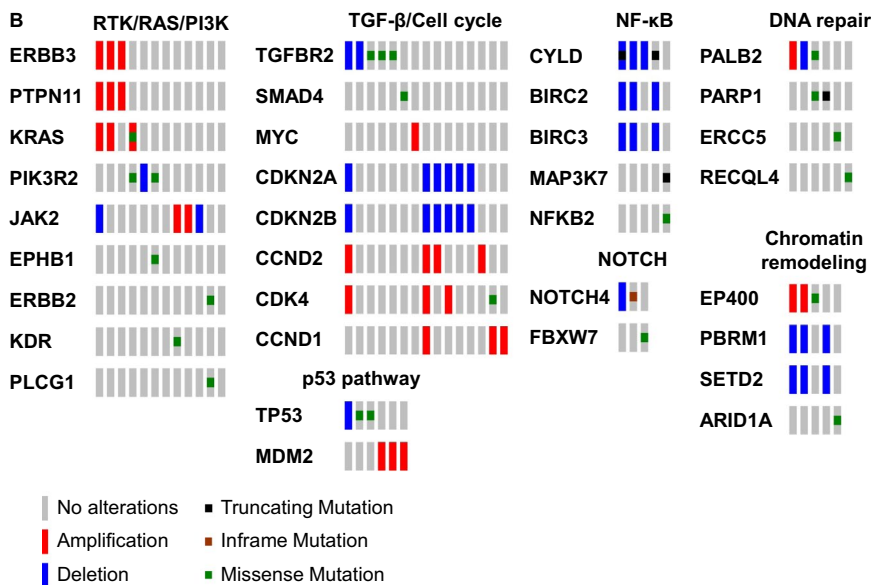 B
RTK/RAS/PI3K
ERBB3
PTPN11
KRAS
PIK3R2
JAK2
EPHB1
ERBB2
KDR
PLCG1
TGF-β/Cell cycle
TGFBR2
SMAD4
MYC
CDKN2A
CDKN2B
CCND2
CDK4
CCND1
p53 pathway
TP53
MDM2
NF-κB
CYLD
BIRC2
BIRC3
MAP3K7
NFKB2
NOTCH
NOTCH4
FBXW7
DNA repair
PALB2
PARP1
ERCC5
RECQL4
Chromatin
remodeling
EP400
PBRM1
SETD2
ARID1A
No alterations
Amplification
Deletion
Truncating Mutation
Inframe Mutation
Missense Mutation